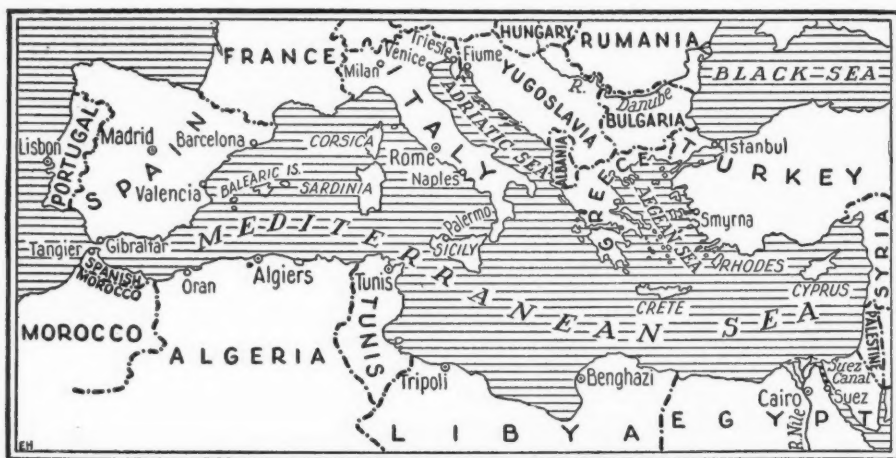 HUNGARY
RUMANIA
FRANCE
Trieste
Fiume
Milan
Venice
BLACK SEA
YUGOSLAVIA
R.
Danube
BULGARIA
ADRIATIC SEA
ITALY
PORTUGAL
Madrid
Barcelona
CORSICA
Lisbon
SPAIN
Rome
ALBANIA
GREECE
Istanbul
TURKEY
Naples
Valencia
BALEARIC IS.
SARDINIA
AEGEAN SEA
Smyrna
Palermo
SICILY
MEDITERRANEAN SEA
Tangier
Gibraltar
SPANISH
MOROCCO
Oran
Algiers
Tunis
RHODES
CYPRUS
CRETE
SYRIA
PALESTINE
MOROCCO
ALGERIA
TUNIS
Tripoli
Benghazi
Suez
Canal
Cairo
Suez
R. Nile
LIBYA
EGYPT
EH